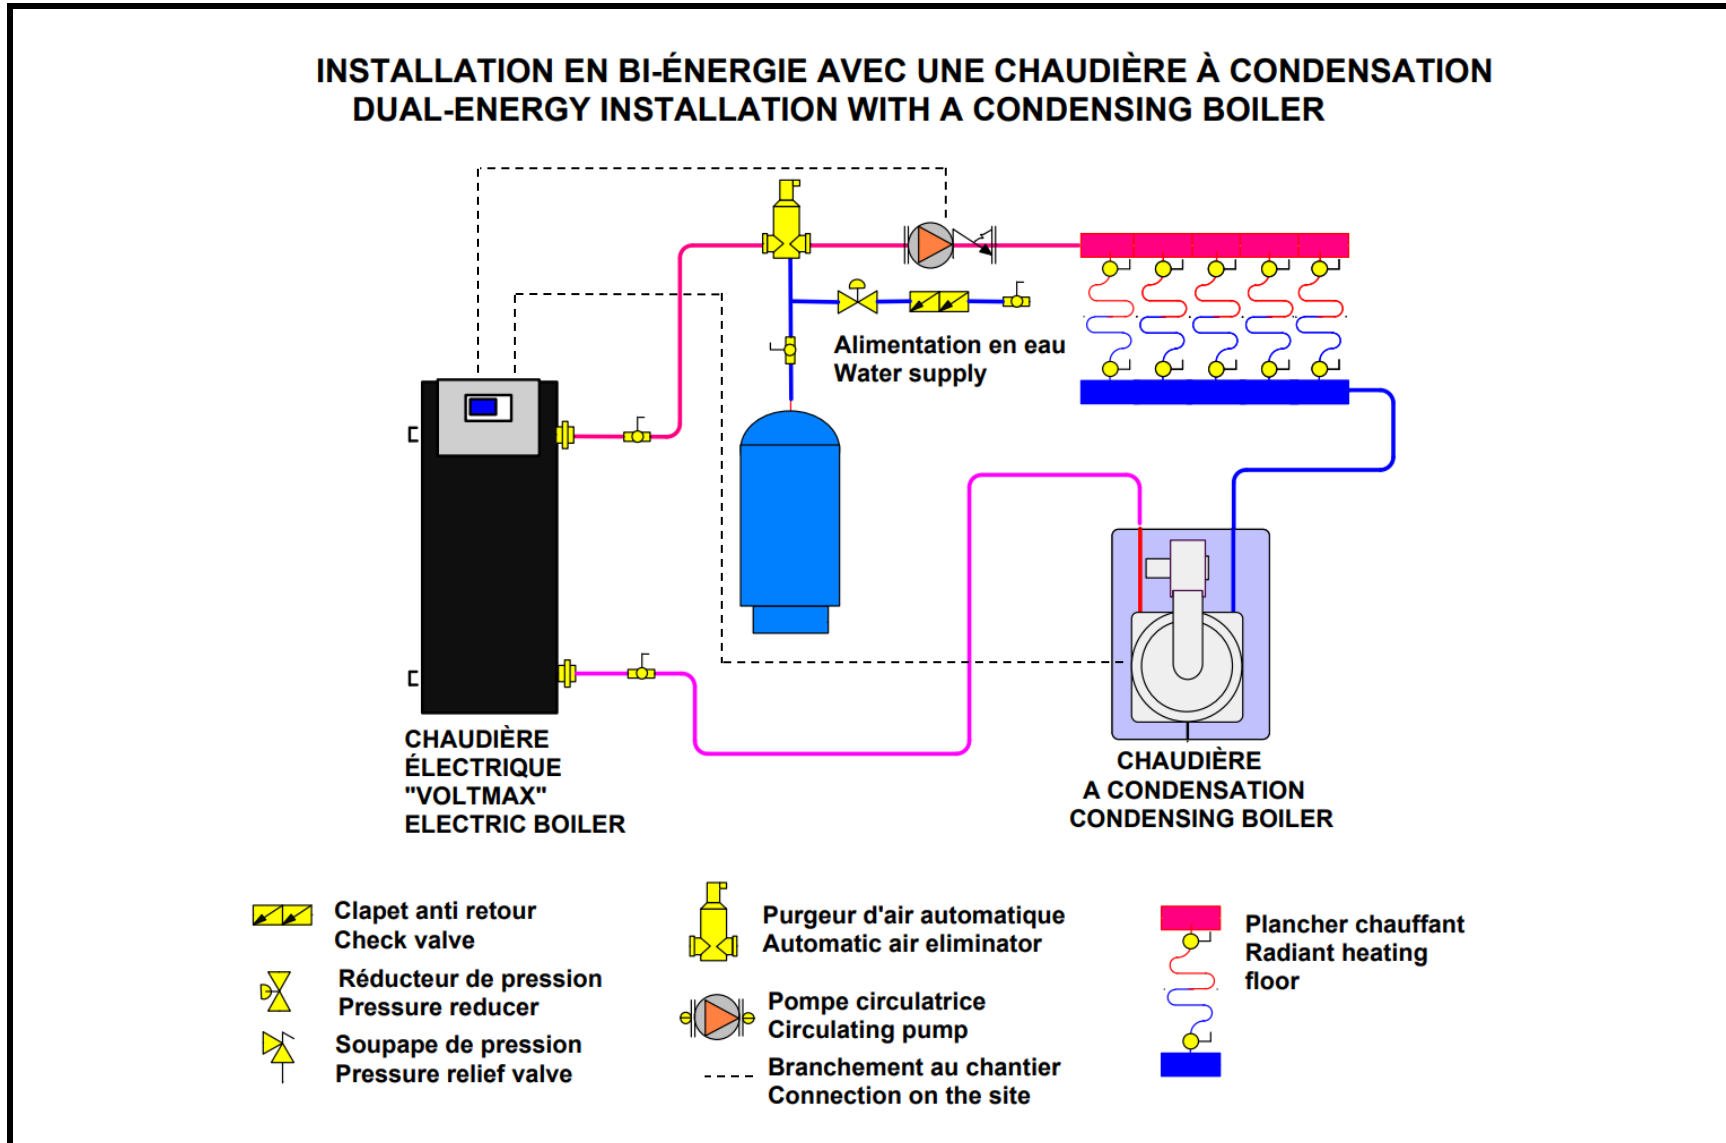 INSTALLATION EN BI-ÉNERGIE AVEC UNE CHAUDIÈRE À CONDENSATION
DUAL-ENERGY INSTALLATION WITH A CONDENSING BOILER
Alimentation en eau
Water supply
CHAUDIÈRE
ÉLECTRIQUE
"VOLTMAX"
ELECTRIC BOILER
CHAUDIÈRE
A CONDENSATION
CONDENSING BOILER
Clapet anti retour
Check valve
Réducteur de pression
Pressure reducer
Soupape de pression
Pressure relief valve
Purgeur d'air automatique
Automatic air eliminator
Pompe circulatrice
Circulating pump
Branchement au chantier
Connection on the site
Plancher chauffant
Radiant heating
floor